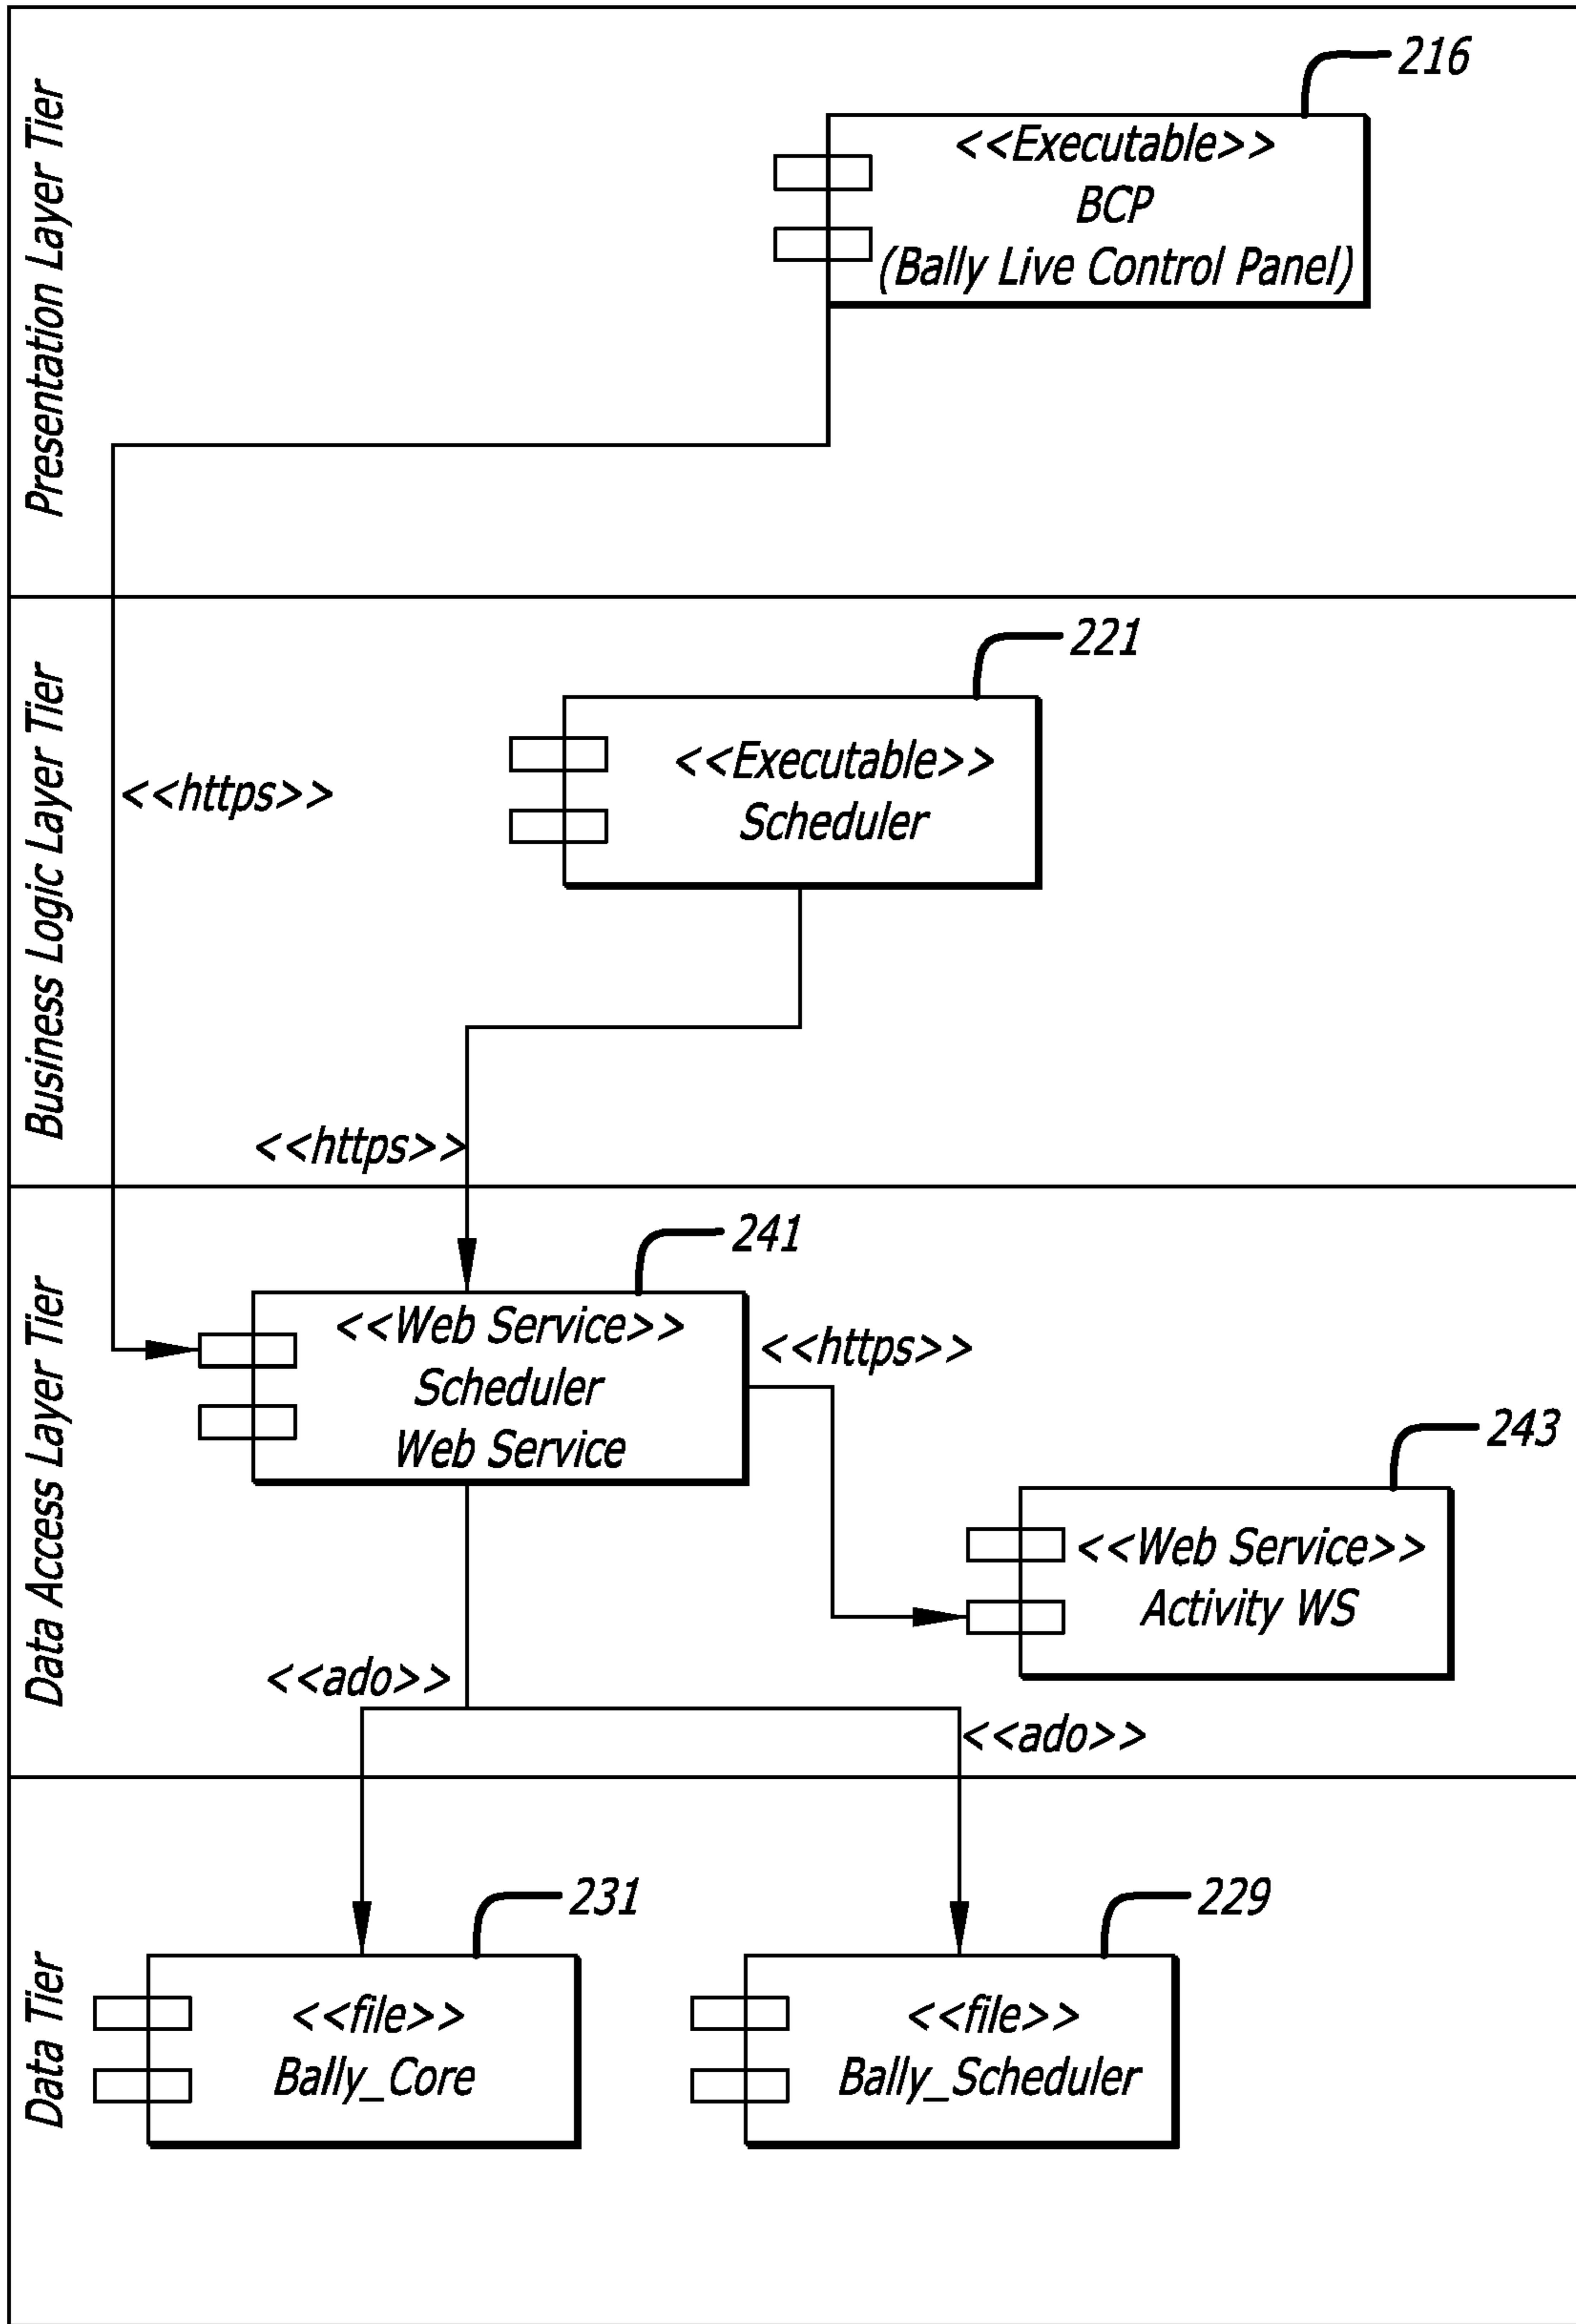 Presentation Layer Tier
216
<<Executable>>
BCP
(Bally Live Control Panel)
Business Logic Layer Tier
221
<<Executable>>
Scheduler
<<https>>
<<https>>
Data Access Layer Tier
241
<<Web Service>>
Scheduler
Web Service
<<https>>
243
<<Web Service>>
Activity WS
<<ado>>
<<ado>>
Data Tier
231
<<file>>
Bally_Core
229
<<file>>
Bally_Scheduler